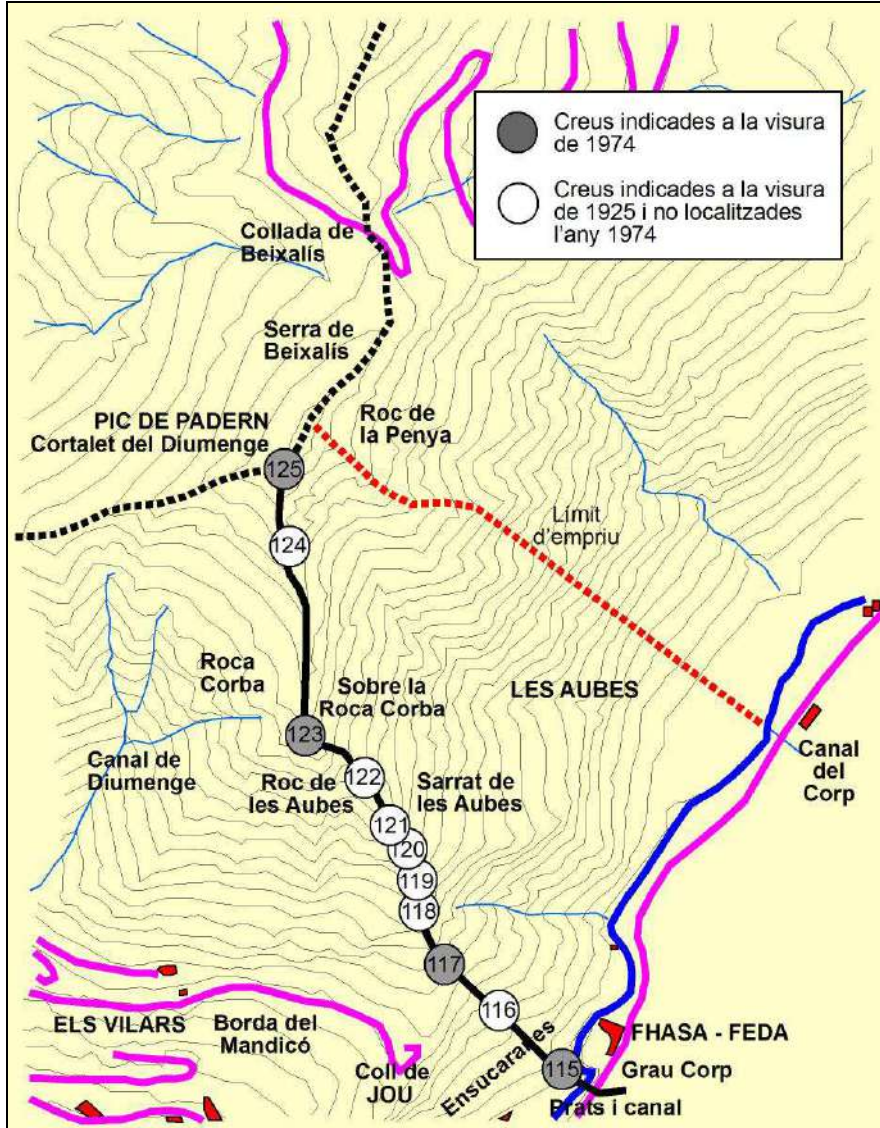 Creus indicades a la visura
de 1974
Creus indicades a la visura
de 1925 i no localitzades
l'any 1974
Collada de
Beixalís
Serra de
Beixalís
PIC DE PADERN
Cortalet del Diumenge
Roc de
la Penya
125
124
Límit
d'empriu
Roca
Corba
Sobre la
Roca Corba
LES AUBES
123
Canal de
Diumenge
Roc de
les Aubes
122
Sarrat de
les Aubes
Canal
del
Corp
121
120
119
118
117
116
ELS VILARS
Borda del
Mandicó
Coll de
JOU
Ensucaranes
FHASA - FEDA
115
Grau Corp
Prats i canal